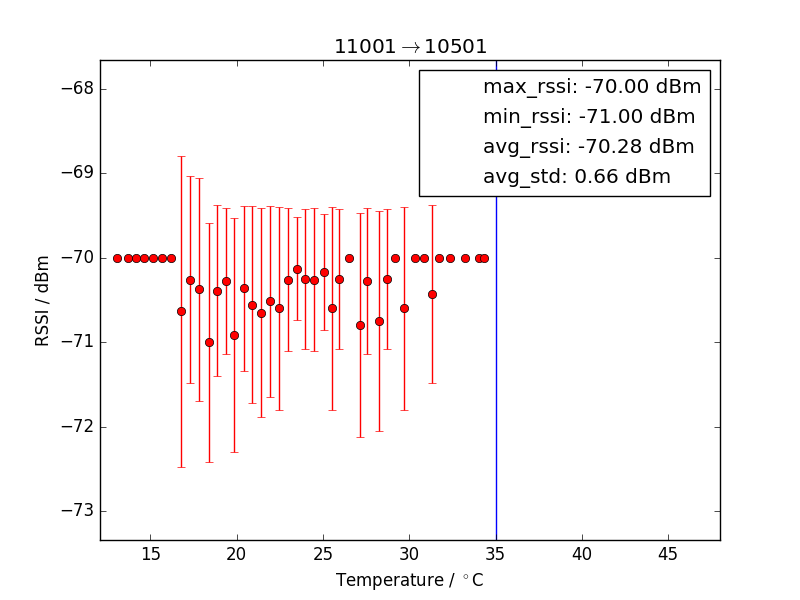 11001→10501
max_rssi: -70.00 dBm
min_rssi: -71.00 dBm
avg_rssi: -70.28 dBm
avg_std: 0.66 dBm
RSSI / dBm
−68
−69
−70
−71
−72
−73
15 20 25 30 35 40 45
Temperature / °C